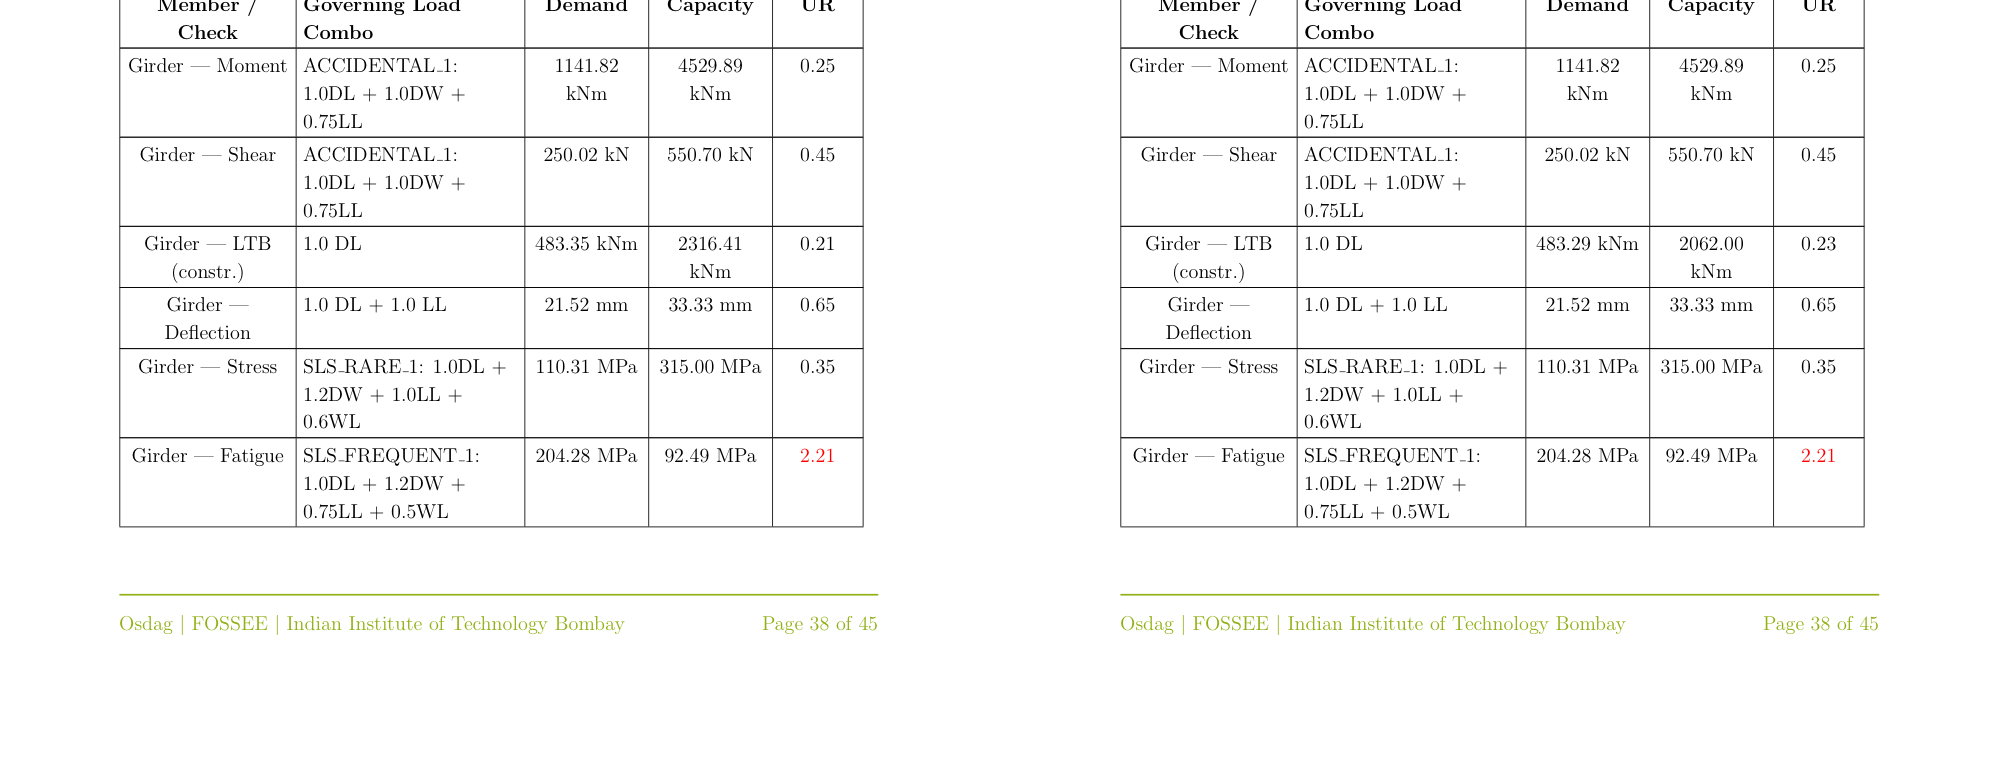 Member / Governing Load Demand Capacity UR
Check Combo
Girder — Moment ACCIDENTAL_1: 1141.82 4529.89 0.25
1.0DL + 1.0DW + kNm kNm
0.75LL
Girder — Shear ACCIDENTAL_1: 250.02 kN 550.70 kN 0.45
1.0DL + 1.0DW +
0.75LL
Girder — LTB 1.0 DL 483.35 kNm 2316.41 0.21
(constr.) kNm
Girder — 1.0 DL + 1.0 LL 21.52 mm 33.33 mm 0.65
Deflection
Girder — Stress SLS_RARE_1: 1.0DL + 110.31 MPa 315.00 MPa 0.35
1.2DW + 1.0LL +
0.6WL
Girder — Fatigue SLS_FREQUENT_1: 204.28 MPa 92.49 MPa 2.21
1.0DL + 1.2DW +
0.75LL + 0.5WL
Osdag | FOSSEE | Indian Institute of Technology Bombay Page 38 of 45
Member / Governing Load Demand Capacity UR
Check Combo
Girder — Moment ACCIDENTAL_1: 1141.82 4529.89 0.25
1.0DL + 1.0DW + kNm kNm
0.75LL
Girder — Shear ACCIDENTAL_1: 250.02 kN 550.70 kN 0.45
1.0DL + 1.0DW +
0.75LL
Girder — LTB 1.0 DL 483.29 kNm 2062.00 0.23
(constr.) kNm
Girder — 1.0 DL + 1.0 LL 21.52 mm 33.33 mm 0.65
Deflection
Girder — Stress SLS_RARE_1: 1.0DL + 110.31 MPa 315.00 MPa 0.35
1.2DW + 1.0LL +
0.6WL
Girder — Fatigue SLS_FREQUENT_1: 204.28 MPa 92.49 MPa 2.21
1.0DL + 1.2DW +
0.75LL + 0.5WL
Osdag | FOSSEE | Indian Institute of Technology Bombay Page 38 of 45